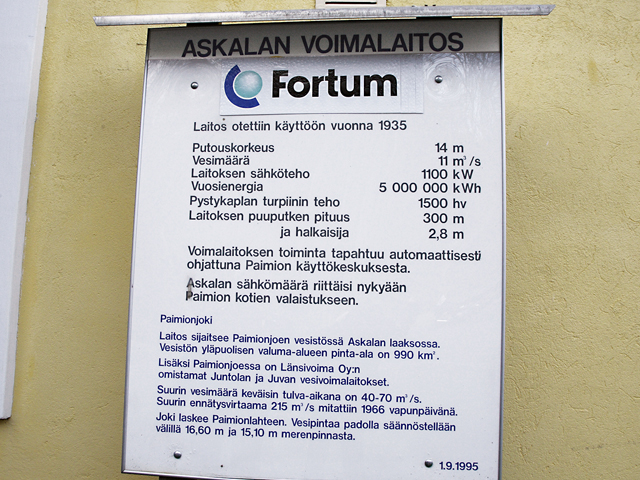 ASKALAN VOIMALAITOS
Fortum
Laitos otettiin käyttöön vuonna 1935
Putouskorkeus 14 m
Vesimäärä 11 m³/s
Laitoksen sähköteho 1100 kW
Vuosienergia 5 000 000 kWh
Pystykaplan turpiinin teho 1500 hv
Laitoksen puuputken pituus 300 m
ja halkaisija 2,8 m
Voimalaitoksen toiminta tapahtuu automaattisesti
ohjattuna Paimion käyttökeskuksesta.
Askalan sähkömäärä riittäisi nykyään
Paimion kotien valaistukseen.
Paimionjoki
Laitos sijaitsee Paimionjoen vesistössä Askalan laaksossa.
Vesistön yläpuolisen valuma-alueen pinta-ala on 990 km².
Lisäksi Paimionjoessa on Länsivoima Oy:n
omistamat Juntolan ja Juvan vesivoimalaitokset.
Suurin vesimäärä keväisin tulva-aikana on 40-70 m³/s.
Suurin ennätysvirtaama 215 m³/s mitattiin 1966 vapunpäivänä.
Joki laskee Paimionlahteen. Vesipintaa padolla säännöstellään
välillä 16,60 m ja 15,10 m merenpinnasta.
1.9.1995